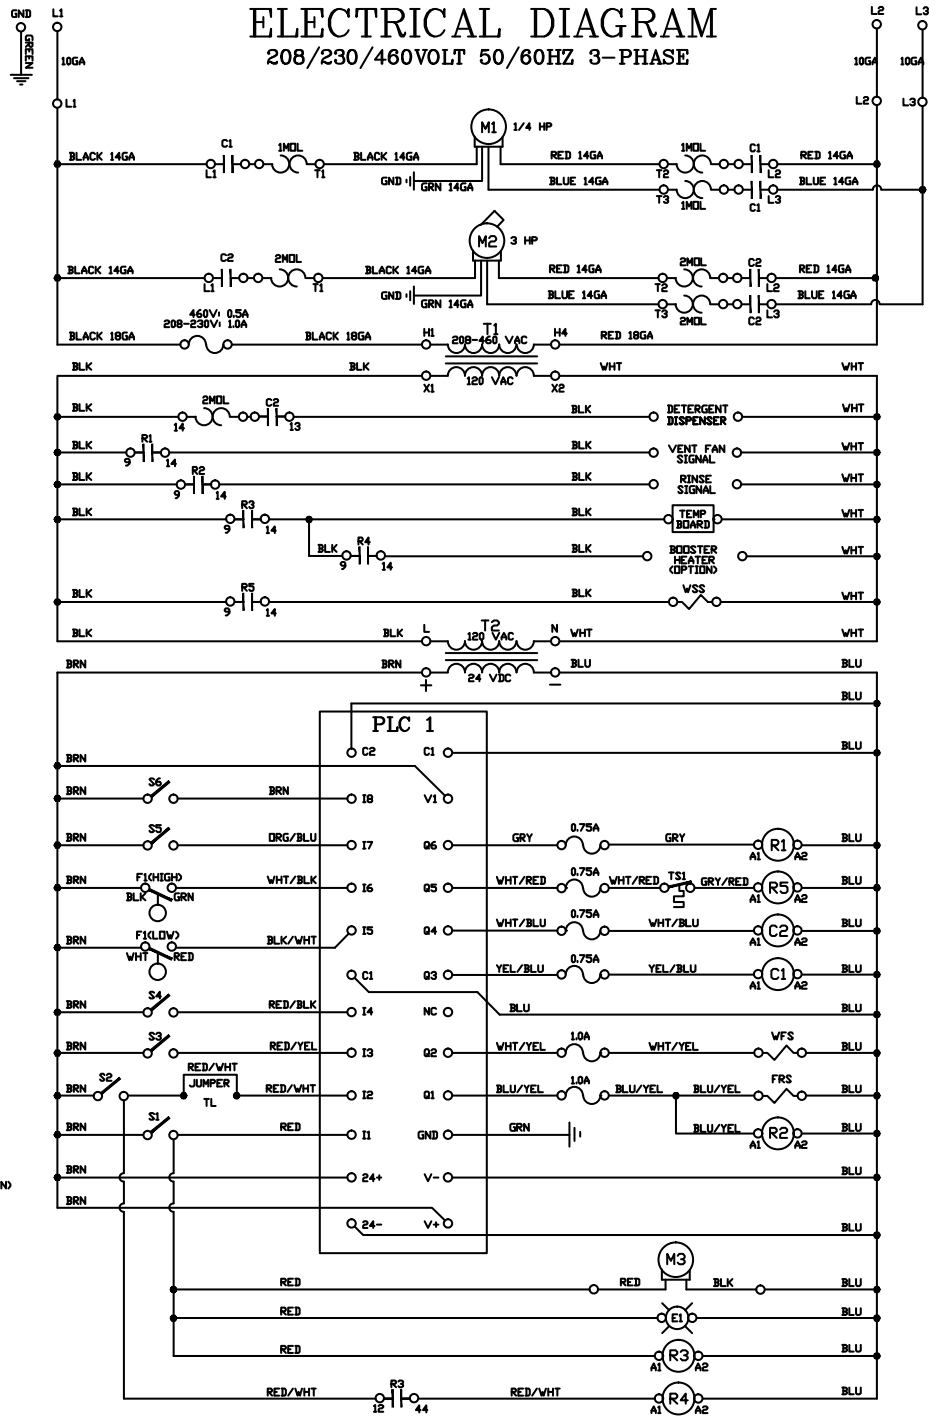 ELECTRICAL DIAGRAM
208/230/460VOLT 50/60HZ 3-PHASE
GND L1 L2 L3
GREEN
10GA 10GA 10GA
L1 L2 L3
M1 1/4 HP
C1 1MOL 1MOL C1
BLACK 14GA BLACK 14GA RED 14GA RED 14GA
L1 T1 T2 L2
GND GRN 14GA BLUE 14GA BLUE 14GA
T3 1MOL C1 L3
M2 3 HP
C2 2MOL 2MOL C2
BLACK 14GA BLACK 14GA RED 14GA RED 14GA
L1 T1 T2 L2
GND GRN 14GA BLUE 14GA BLUE 14GA
T3 2MOL C2 L3
460V: 0.5A
208-230V: 1.0A
BLACK 18GA BLACK 18GA H1 T1 H4 RED 18GA
208-460 VAC
BLK BLK WHT WHT
X1 120 VAC X2
BLK 2MOL C2 BLK DETERGENT WHT
14 13 DISPENSER
BLK R1 BLK VENT FAN WHT
9 14 SIGNAL
BLK R2 BLK RINSE WHT
9 14 SIGNAL
BLK R3 BLK TEMP WHT
9 14 BOARD
BLK R4 BLK BOOSTER WHT
9 14 HEATER
(OPTION)
BLK R5 BLK WSS WHT
9 14
BLK BLK L T2 N WHT WHT
120 VAC
BRN BRN + 24 VDC - BLU BLU
BLU
PLC 1
C2 C1 BLU
BRN
BRN S6 BRN I8 V1
BRN S5 ORG/BLU I7 Q6 GRY 0.75A GRY R1 BLU
A1 A2
BRN F1(HIGH) WHT/BLK I6 Q5 WHT/RED 0.75A WHT/RED TS1 GRY/RED R5 BLU
BLK GRN A1 A2
I5 Q4 WHT/BLU 0.75A WHT/BLU C2 BLU
A1 A2
BRN F1(LOW) BLK/WHT
WHT RED
C1 Q3 YEL/BLU 0.75A YEL/BLU C1 BLU
A1 A2
BRN S4 RED/BLK I4 NC BLU BLU
BRN S3 RED/YEL I3 Q2 WHT/YEL 1.0A WHT/YEL WFS BLU
RED/WHT
BRN S2 JUMPER RED/WHT I2 Q1 BLU/YEL 1.0A BLU/YEL BLU/YEL FRS BLU
TL
BRN S1 RED I1 GND GRN BLU/YEL R2 BLU
A1 A2
BRN 24+ V- BLU
N)
BRN
24- V+ BLU
M3
RED RED BLK BLU
RED E1 BLU
RED R3 BLU
A1 A2
RED/WHT R3 RED/WHT R4 BLU
12 44 A1 A2